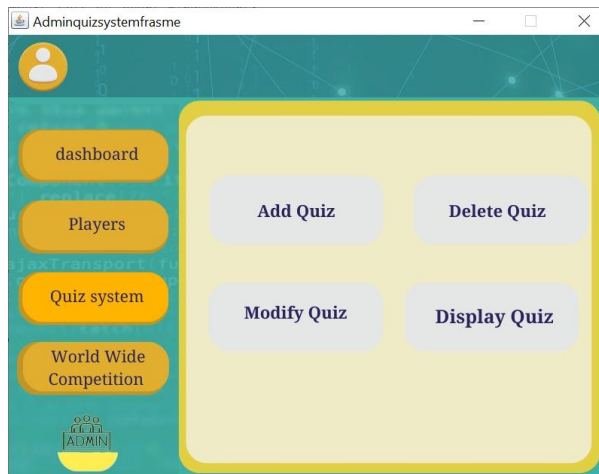 Adminquizsystemfrasme
dashboard
Players
Quiz system
World Wide
Competition
ADMIN
Add Quiz
Delete Quiz
Modify Quiz
Display Quiz